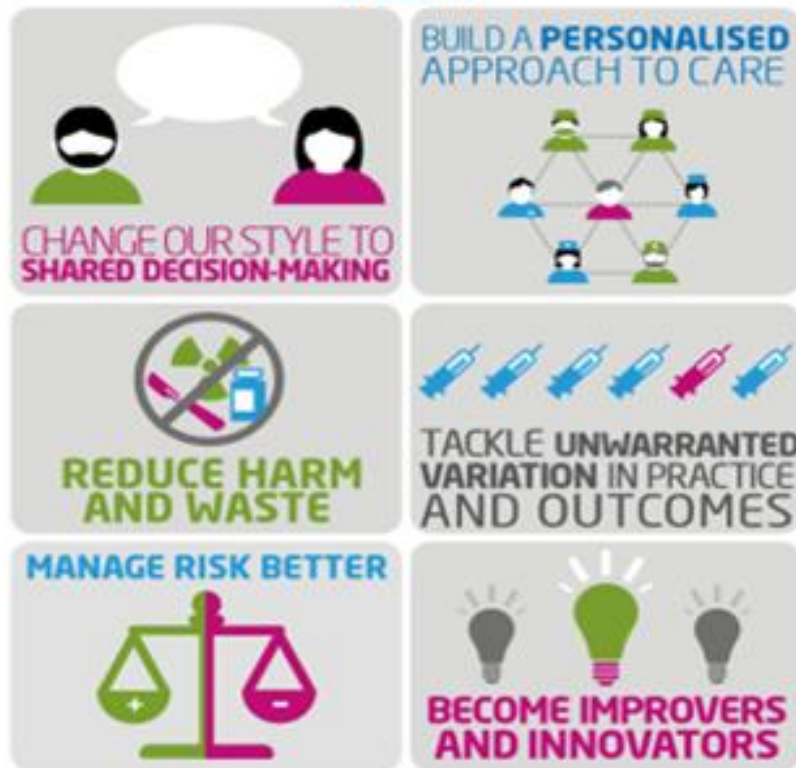 CHANGE OUR STYLE TO
SHARED DECISION-MAKING
BUILD A PERSONALISED
APPROACH TO CARE
REDUCE HARM
AND WASTE
TACKLE UNWARRANTED
VARIATION IN PRACTICE
AND OUTCOMES
MANAGE RISK BETTER
+
-
BECOME IMPROVERS
AND INNOVATORS